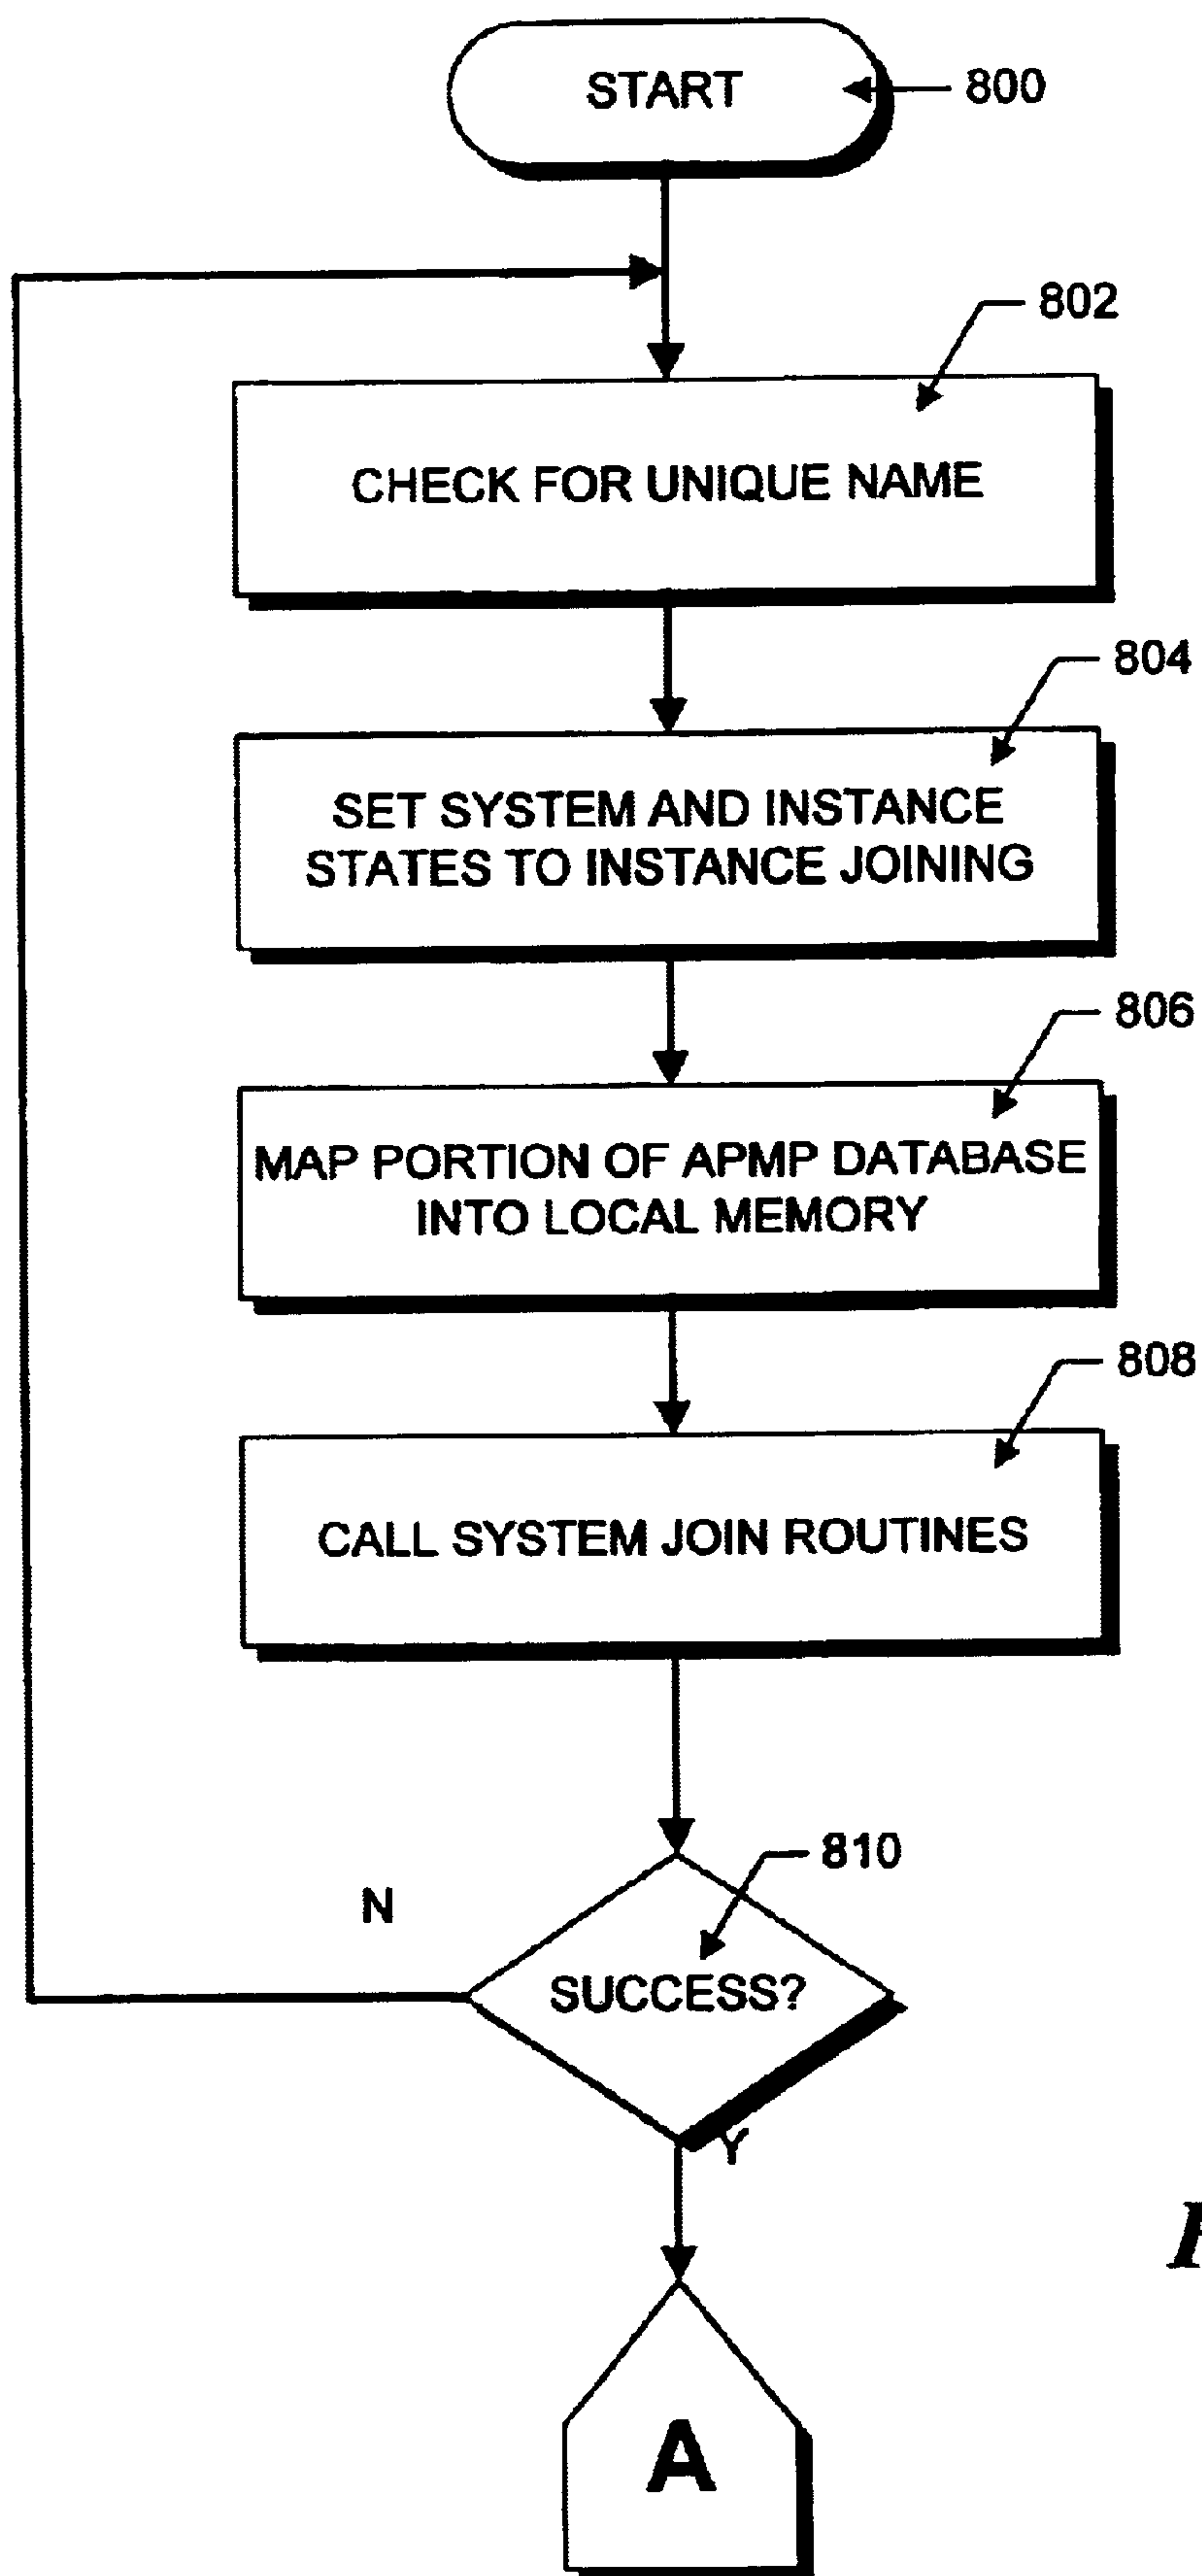 START
800
802
CHECK FOR UNIQUE NAME
804
SET SYSTEM AND INSTANCE
STATES TO INSTANCE JOINING
806
MAP PORTION OF APMP DATABASE
INTO LOCAL MEMORY
808
CALL SYSTEM JOIN ROUTINES
810
N
SUCCESS?
Y
A